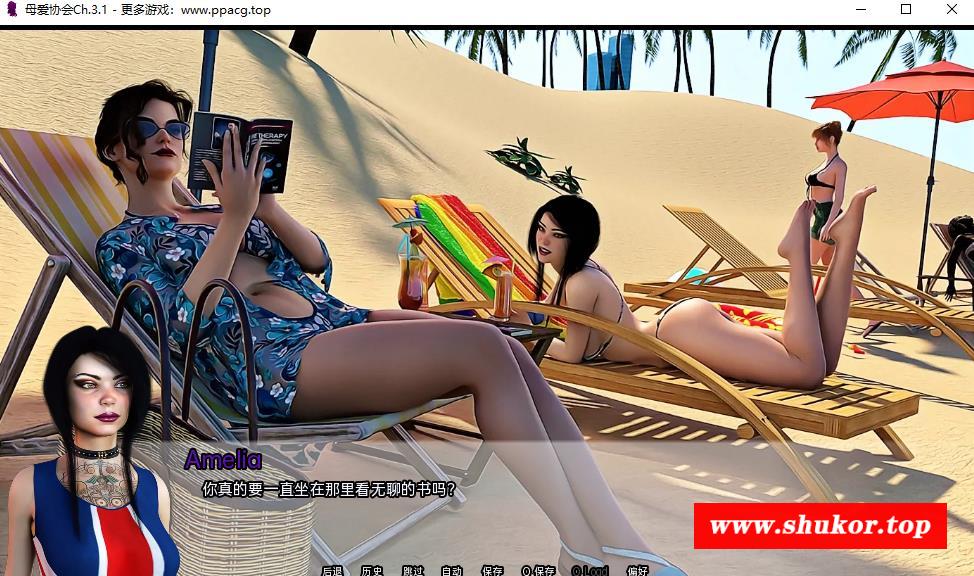 母爱协会Ch.3.1 - 更多游戏：www.ppacg.top
THERAPY
Amelia
你真的要一直坐在那里看无聊的书吗?
www.shukor.top
后退 历史 跳过 自动 保存 Q.保存 Q.Load 偏好